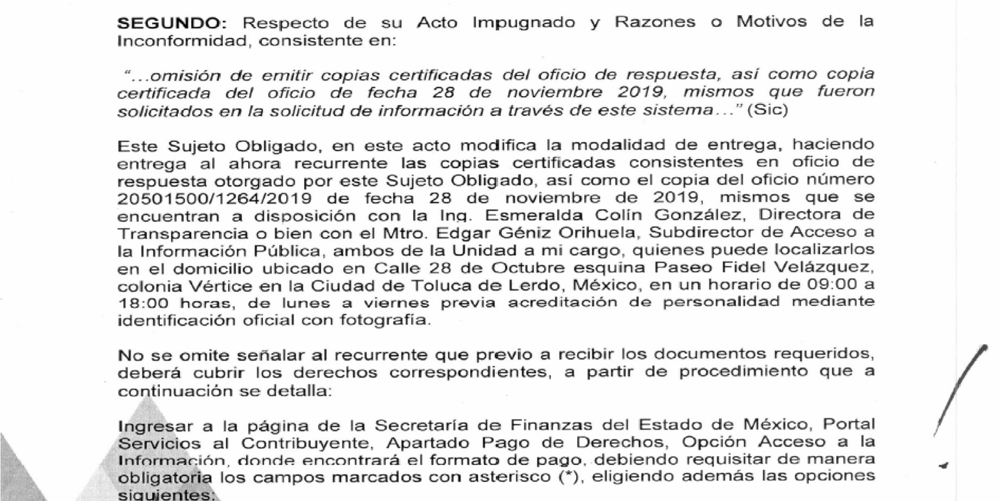 SEGUNDO: Respecto de su Acto Impugnado y Razones o Motivos de la
Inconformidad, consistente en:
“...omisión de emitir copias certificadas del oficio de respuesta, así como copia
certificada del oficio de fecha 28 de noviembre 2019, mismos que fueron
solicitados en la solicitud de información a través de este sistema...” (Sic)
Este Sujeto Obligado, en este acto modifica la modalidad de entrega, haciendo
entrega al ahora recurrente las copias certificadas consistentes en oficio de
respuesta otorgado por este Sujeto Obligado, así como el copia del oficio número
20501500/1264/2019 de fecha 28 de noviembre de 2019, mismos que se
encuentran a disposición con la Ing. Esmeralda Colín González, Directora de
Transparencia o bien con el Mtro. Edgar Géniz Orihuela, Subdirector de Acceso a
la Información Pública, ambos de la Unidad a mi cargo, quienes puede localizarlos
en el domicilio ubicado en Calle 28 de Octubre esquina Paseo Fidel Velázquez,
colonia Vértice en la Ciudad de Toluca de Lerdo, México, en un horario de 09:00 a
18:00 horas, de lunes a viernes previa acreditación de personalidad mediante
identificación oficial con fotografía.
No se omite señalar al recurrente que previo a recibir los documentos requeridos,
deberá cubrir los derechos correspondientes, a partir de procedimiento que a
continuación se detalla:
Ingresar a la página de la Secretaría de Finanzas del Estado de México, Portal
Servicios al Contribuyente, Apartado Pago de Derechos, Opción Acceso a la
Información, donde encontrará el formato de pago, debiendo requisitar de manera
obligatoria los campos marcados con asterisco (*), eligiendo además las opciones
siguientes: